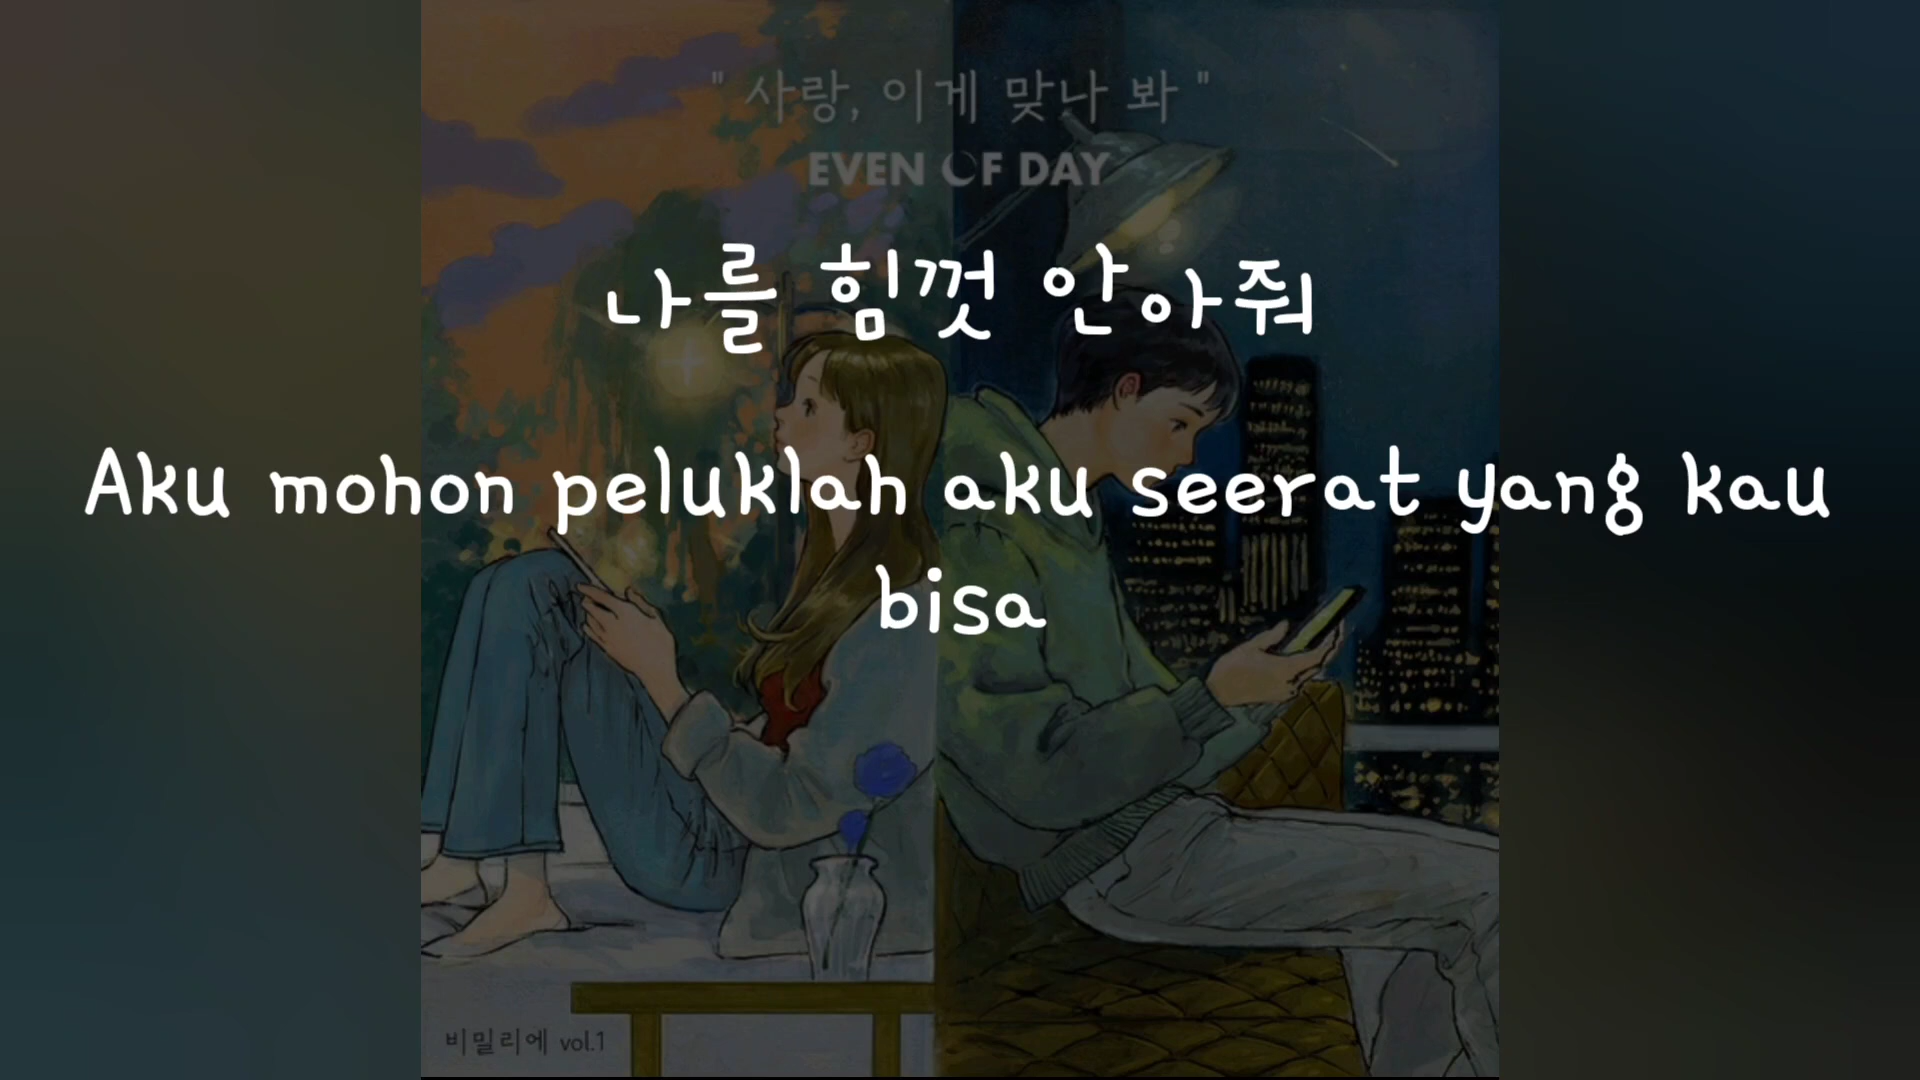 " 사랑, 이게 맞나 봐 "
EVEN OF DAY
나를 힘껏 안아줘
Aku mohon peluklah aku seerat yang kau
bisa
비밀리에 vol.1